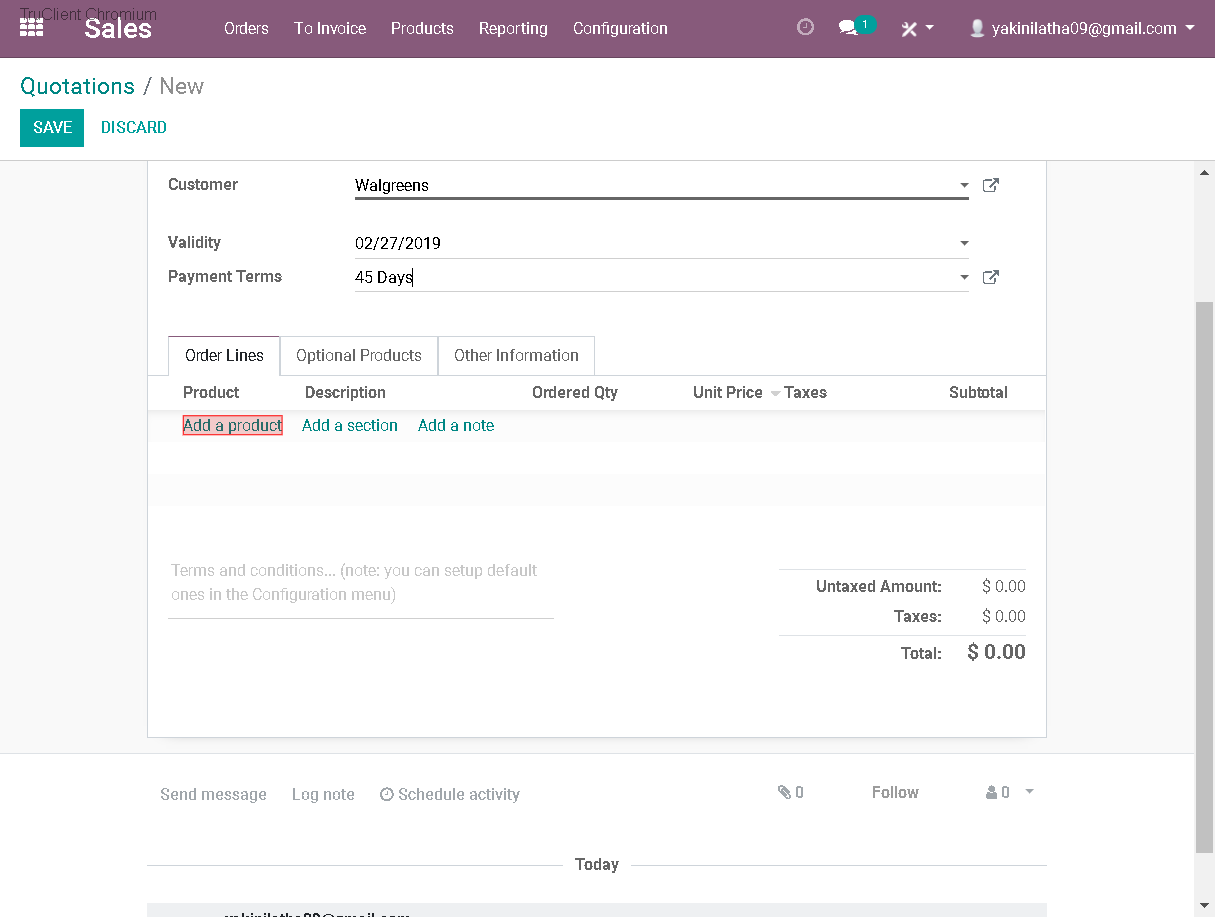 TruClient Chromium
Sales Orders To Invoice Products Reporting Configuration 1 yakinilatha09@gmail.com
Quotations / New
SAVE DISCARD
Customer Walgreens
Validity 02/27/2019
Payment Terms 45 Days
Order Lines Optional Products Other Information
Product Description Ordered Qty Unit Price Taxes Subtotal
Add a product Add a section Add a note
Terms and conditions... (note: you can setup default
ones in the Configuration menu)
Untaxed Amount: $ 0.00
Taxes: $ 0.00
Total: $ 0.00
Send message Log note Schedule activity 0 Follow 0
Today
yakinilatha09@gmail.com